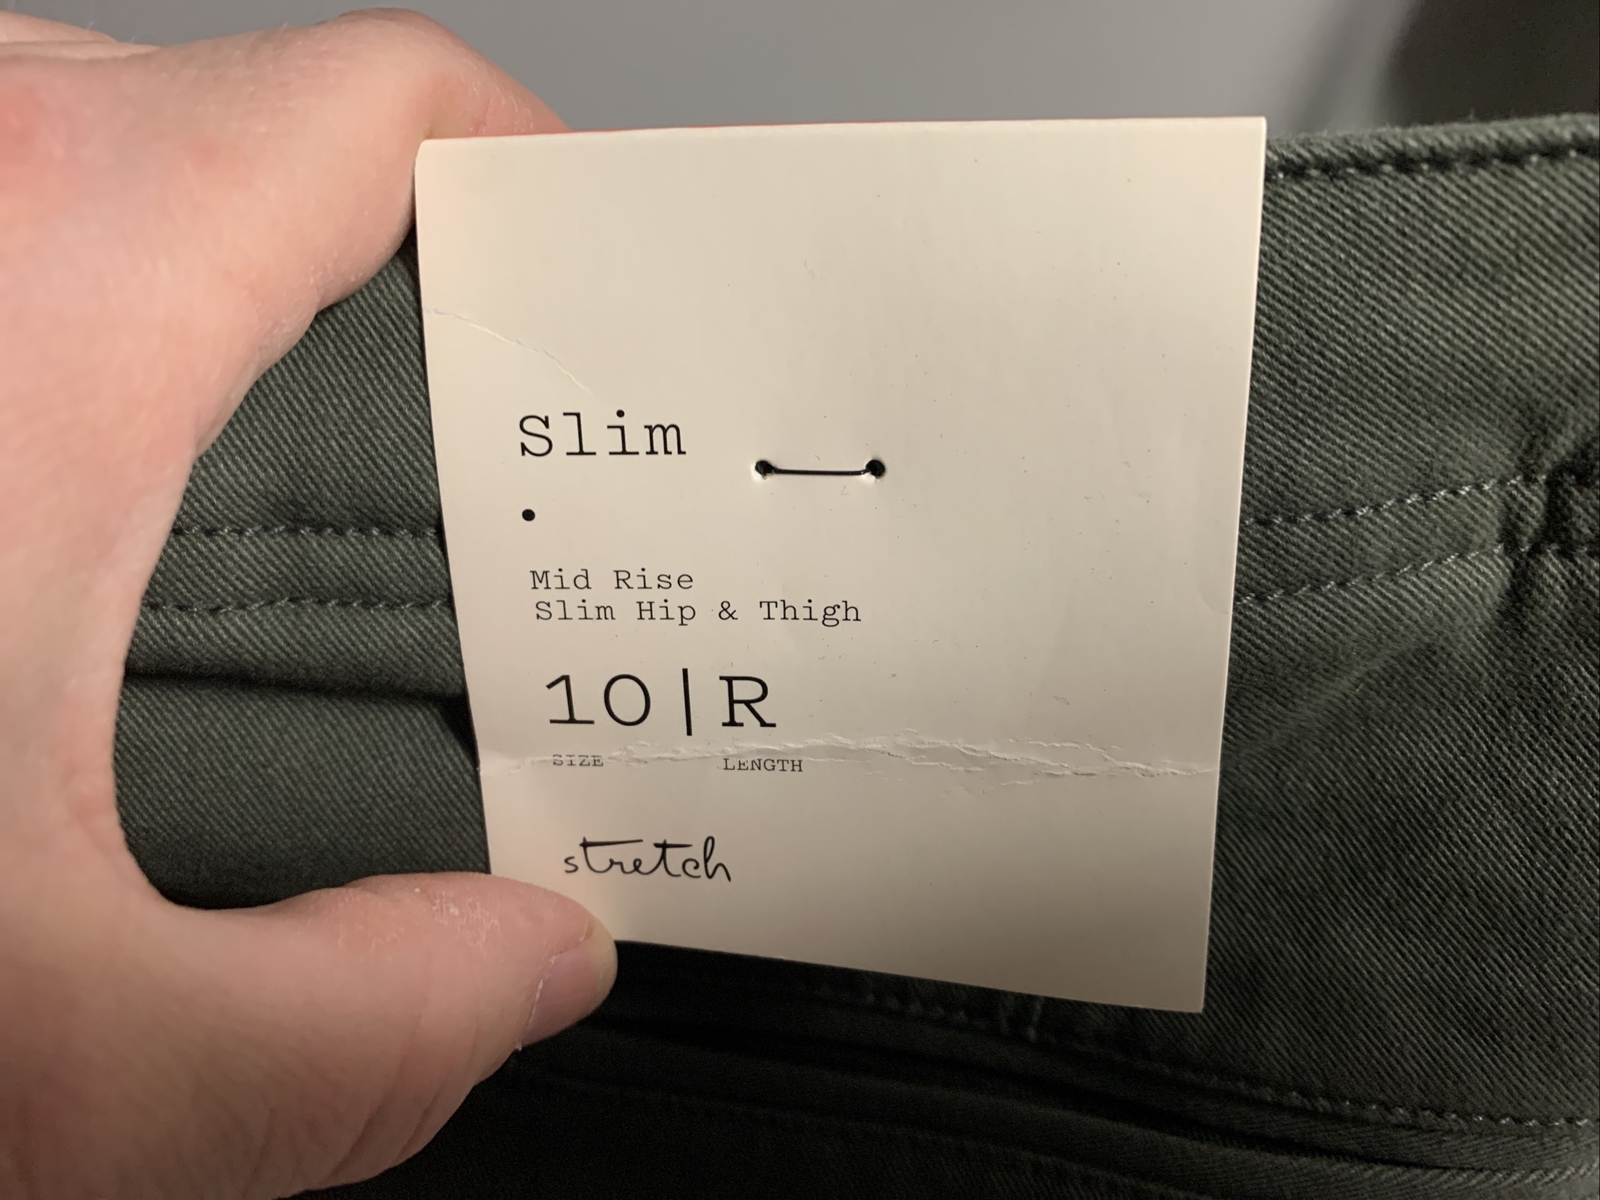 Slim
•
Mid Rise
Slim Hip & Thigh
10|R
SIZE LENGTH
stretch